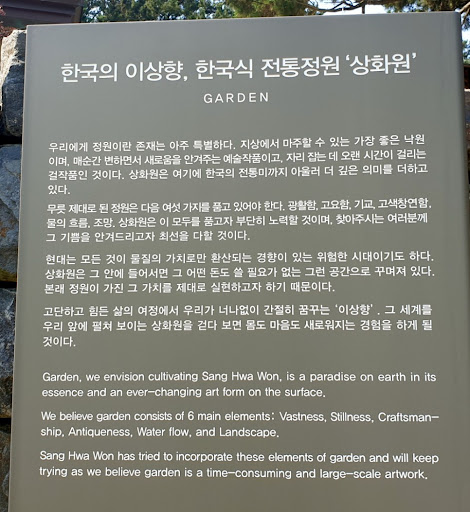 한국의 이상향, 한국식 전통정원 ‘상화원’
GARDEN
우리에게 정원이란 존재는 아주 특별하다. 지상에서 마주할 수 있는 가장 좋은 낙원
이며, 매순간 변하면서 새로움을 안겨주는 예술작품이고, 자리 잡는 데 오랜 시간이 걸리는
걸작품인 것이다. 상화원은 여기에 한국의 전통미까지 아울러 더 깊은 의미를 더하고
있다.
무릇 제대로 된 정원은 다음 여섯 가지를 품고 있어야 한다. 광활함, 고요함, 기교, 고색창연함,
물의 흐름, 조망. 상화원은 이 모두를 품고자 부단히 노력할 것이며, 찾아주시는 여러분께
그 기쁨을 안겨드리고자 최선을 다할 것이다.
현대는 모든 것이 물질의 가치로만 환산되는 경향이 있는 위험한 시대이기도 하다.
상화원은 그 안에 들어서면 그 어떤 돈도 쓸 필요가 없는 그런 공간으로 꾸며져 있다.
본래 정원이 가진 그 가치를 제대로 실현하고자 하기 때문이다.
고단하고 힘든 삶의 여정에서 우리가 너나없이 간절히 꿈꾸는 ‘이상향’. 그 세계를
우리 앞에 펼쳐 보이는 상화원을 걷다 보면 몸도 마음도 새로워지는 경험을 하게 될
것이다.
Garden, we envision cultivating Sang Hwa Won, is a paradise on earth in its
essence and an ever-changing art form on the surface.
We believe garden consists of 6 main elements: Vastness, Stillness, Craftsman-
ship, Antiqueness, Water flow, and Landscape.
Sang Hwa Won has tried to incorporate these elements of garden and will keep
trying as we believe garden is a time-consuming and large-scale artwork.